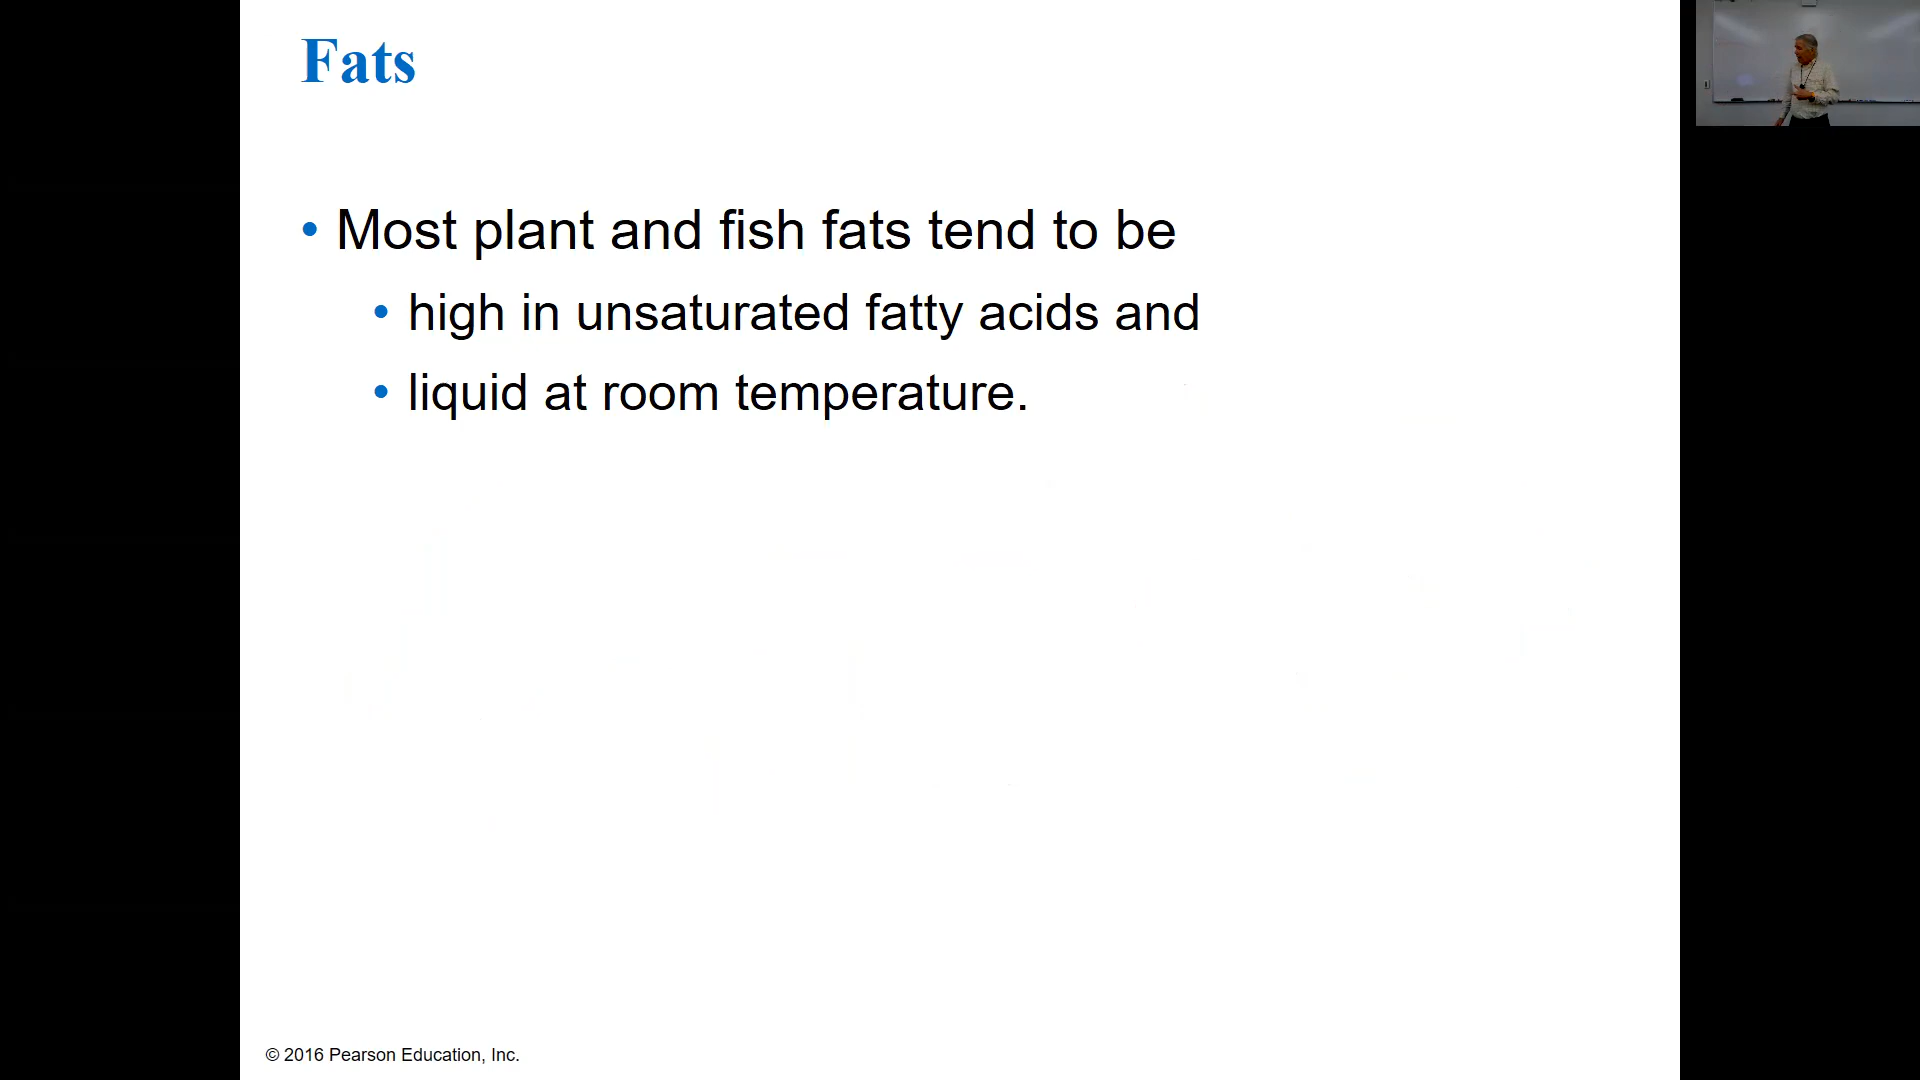 Fats
• Most plant and fish fats tend to be
• high in unsaturated fatty acids and
• liquid at room temperature.
© 2016 Pearson Education, Inc.